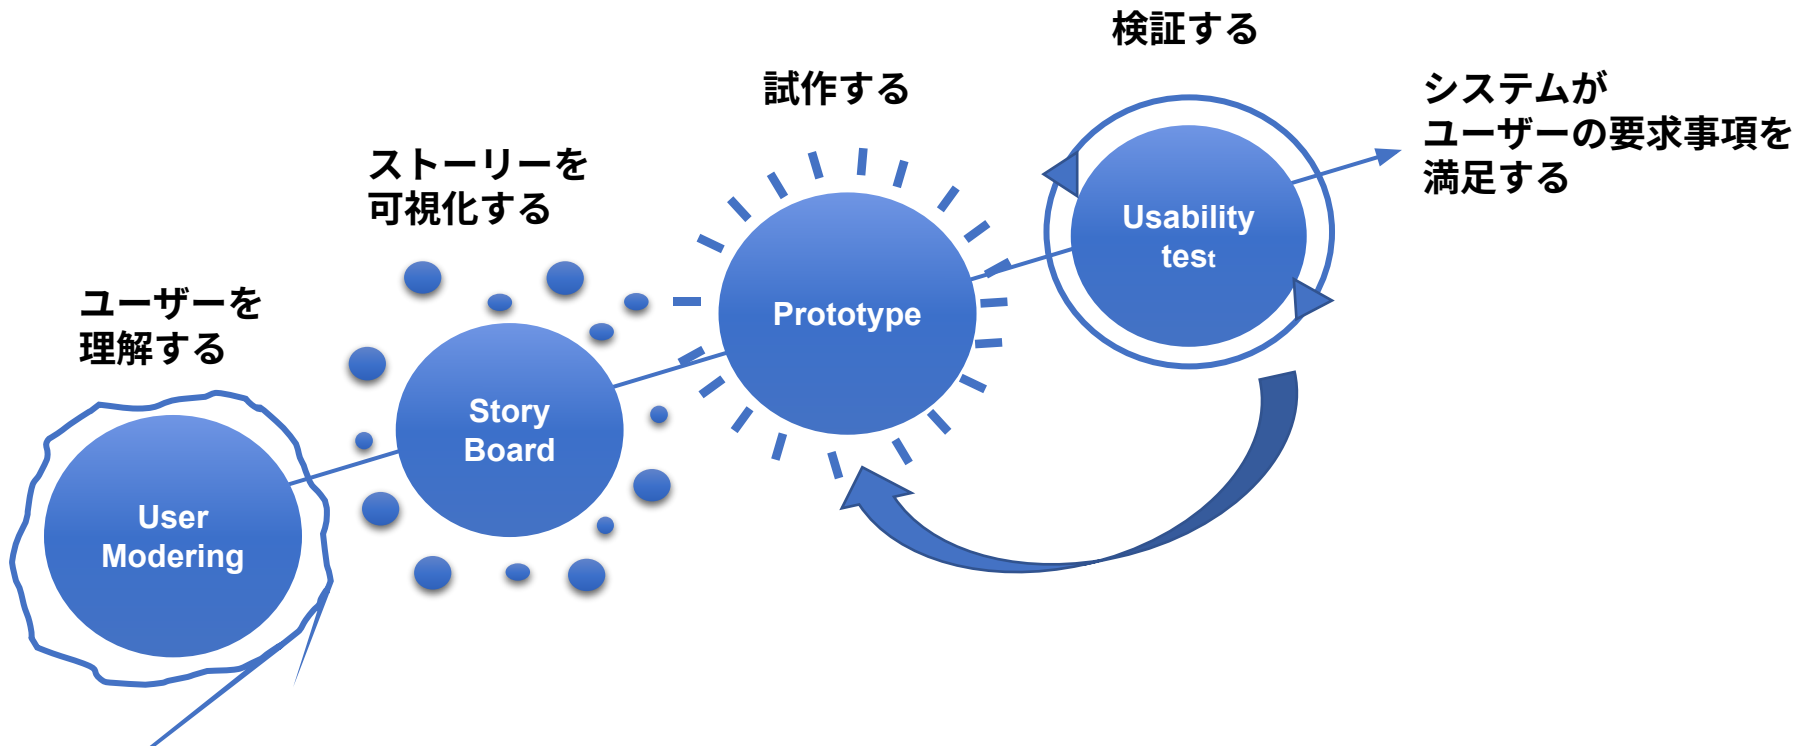 検証する
試作する
システムが
ユーザーの要求事項を
満足する
ストーリーを
可視化する
Usability
test
ユーザーを
理解する
Prototype
Story
Board
User
Modering